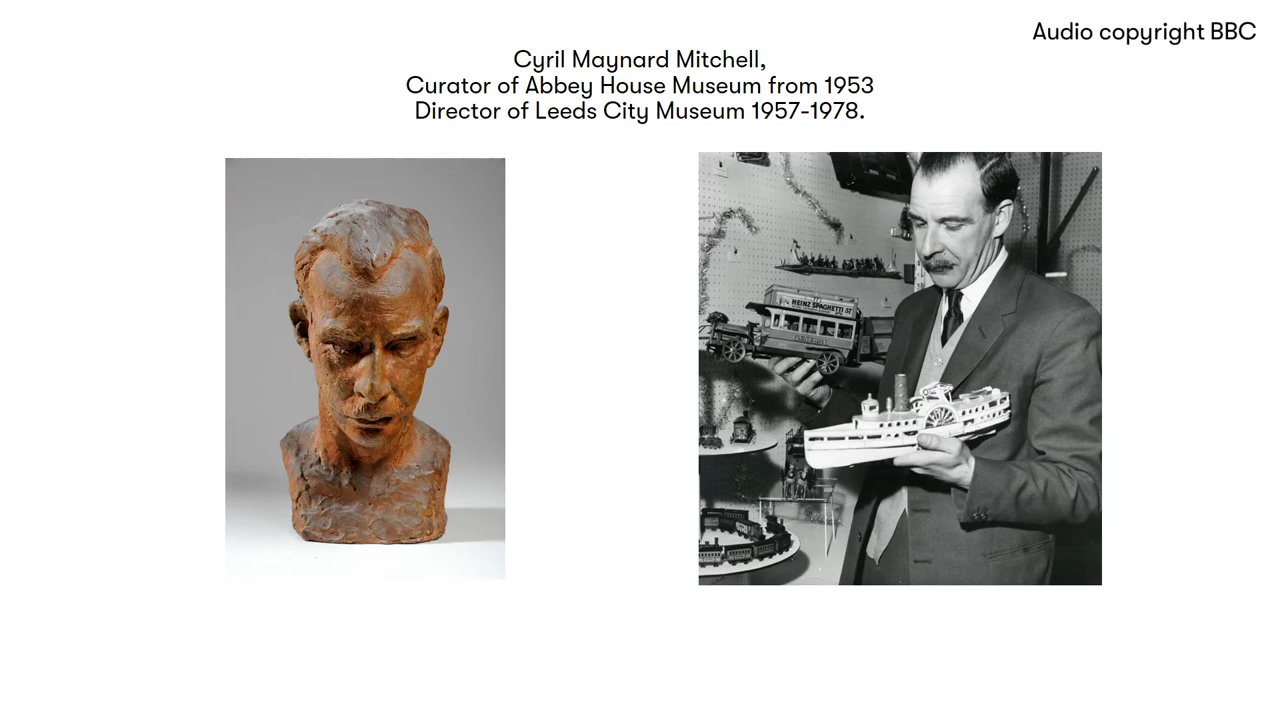 Audio copyright BBC
Cyril Maynard Mitchell,
Curator of Abbey House Museum from 1953
Director of Leeds City Museum 1957-1978.
HEINZ SPAGHETTI